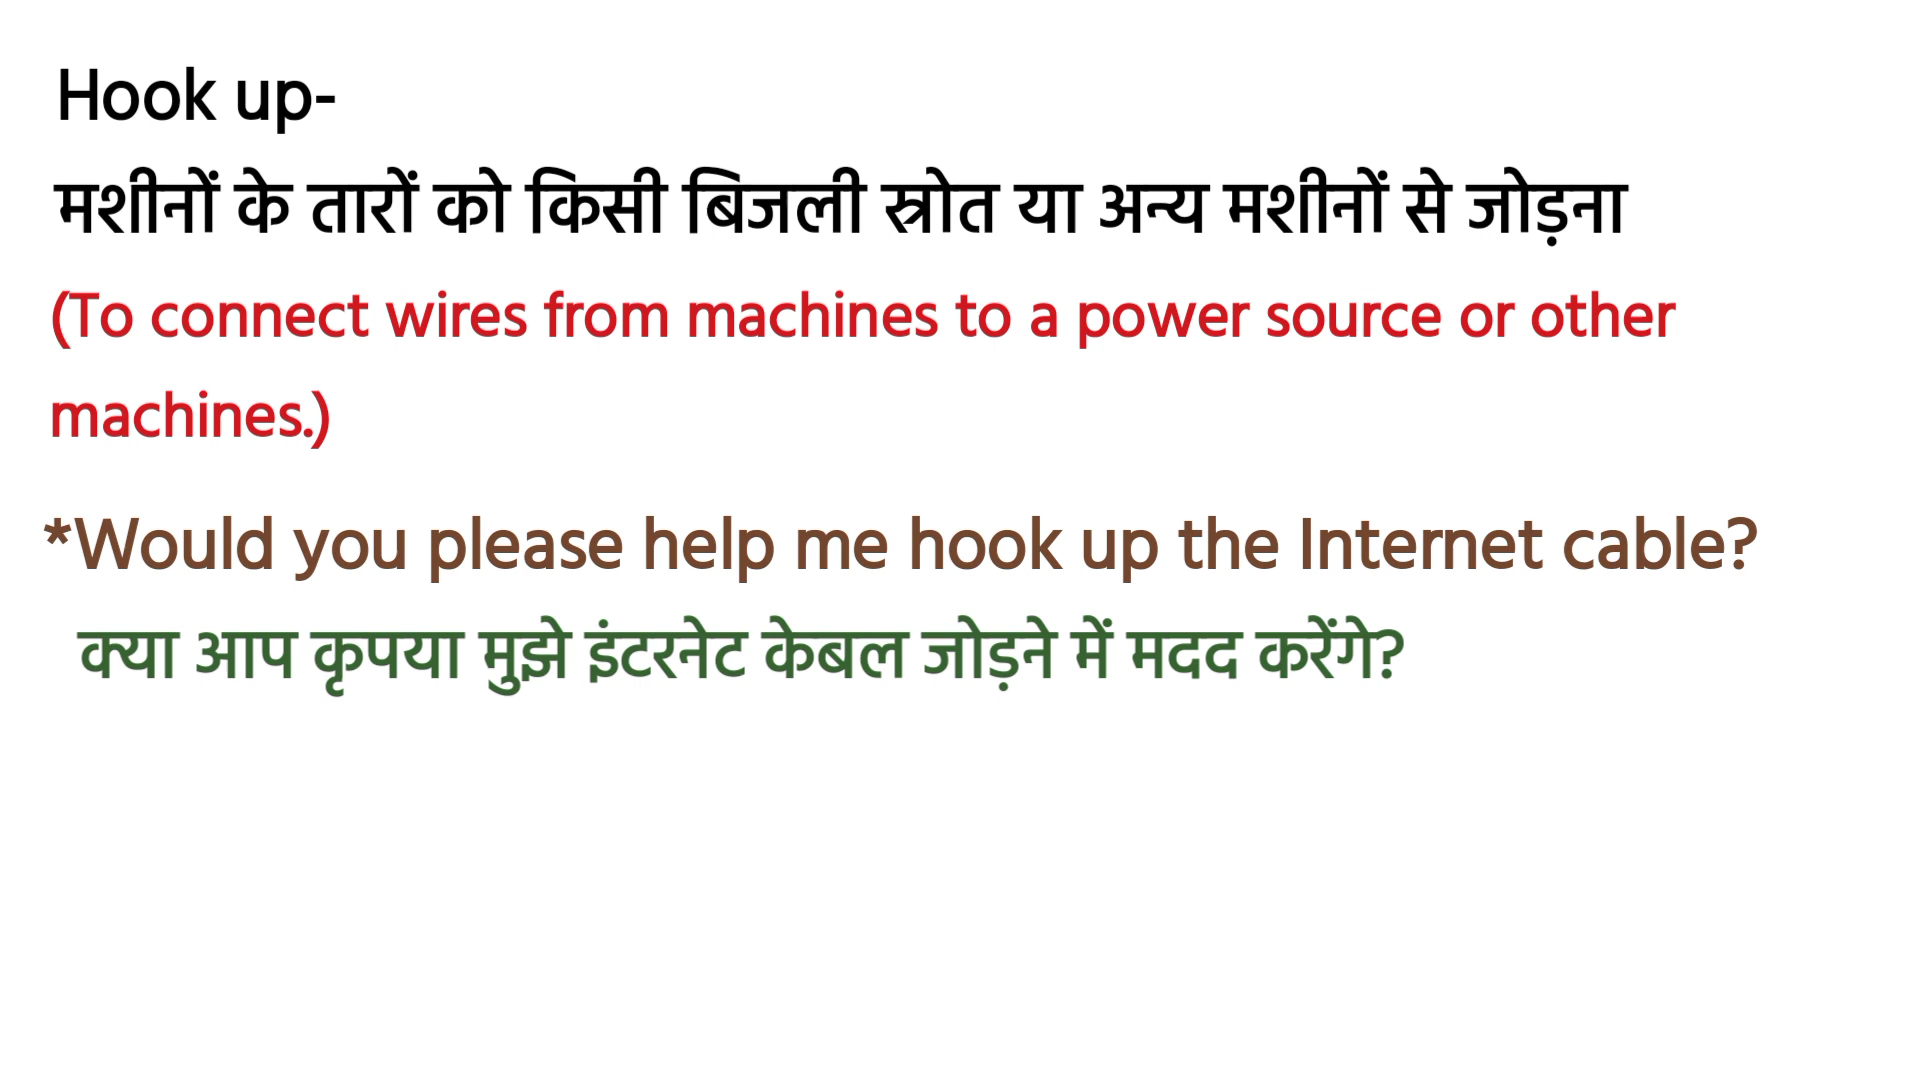 Hook up-
मशीनों के तारों को किसी बिजली स्रोत या अन्य मशीनों से जोड़ना
(To connect wires from machines to a power source or other
machines.)
*Would you please help me hook up the Internet cable?
क्या आप कृपया मुझे इंटरनेट केबल जोड़ने में मदद करेंगे?